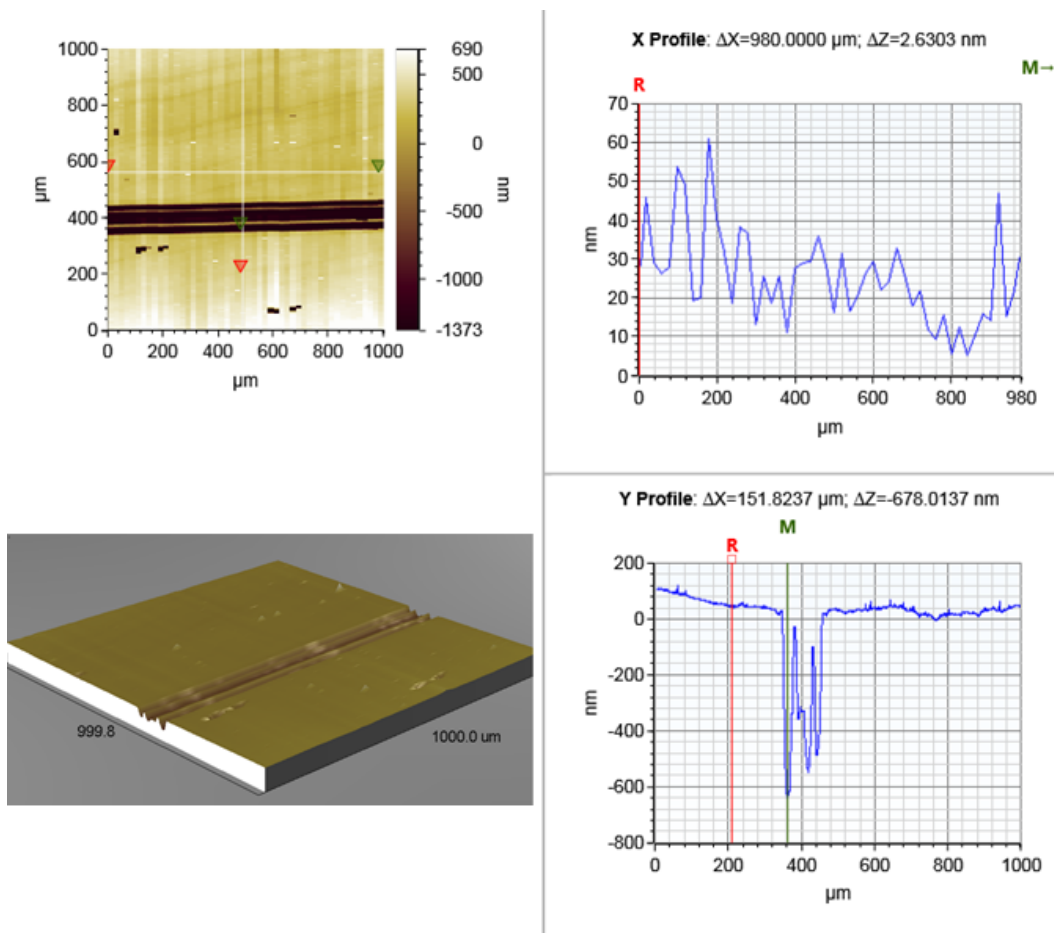 1000
800
600
400
200
0
μm
0 200 400 600 800 1000
μm
690
500
0
-500
-1000
-1373
nm
X Profile: ΔX=980.0000 μm; ΔZ=2.6303 nm
M→
R
70
60
50
40
30
20
10
0
nm
0 200 400 600 800 980
μm
999.8
1000.0 um
Y Profile: ΔX=151.8237 μm; ΔZ=-678.0137 nm
M
R
200
0
-200
-400
-600
-800
nm
0 200 400 600 800 1000
μm